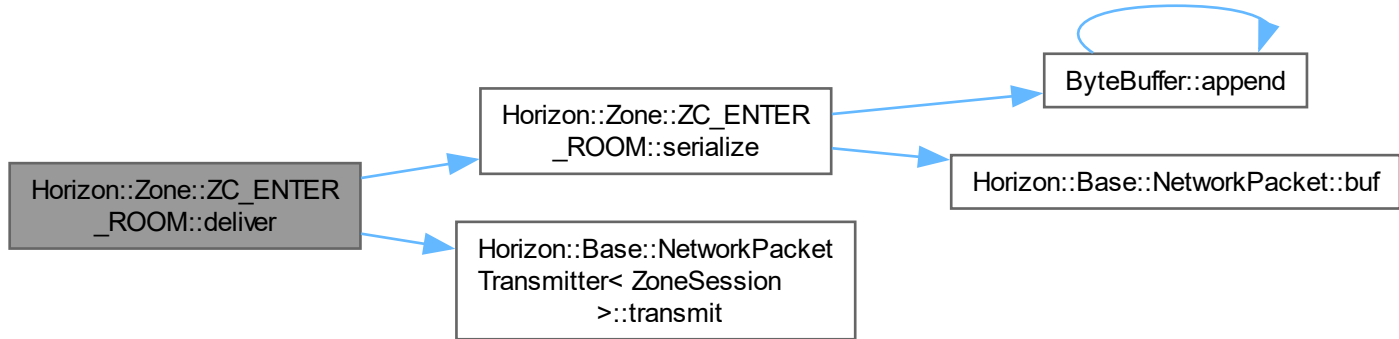 Horizon::Zone::ZC_ENTER
_ROOM::deliver
Horizon::Zone::ZC_ENTER
_ROOM::serialize
ByteBuffer::append
Horizon::Base::NetworkPacket::buf
Horizon::Base::NetworkPacket
Transmitter< ZoneSession
>::transmit